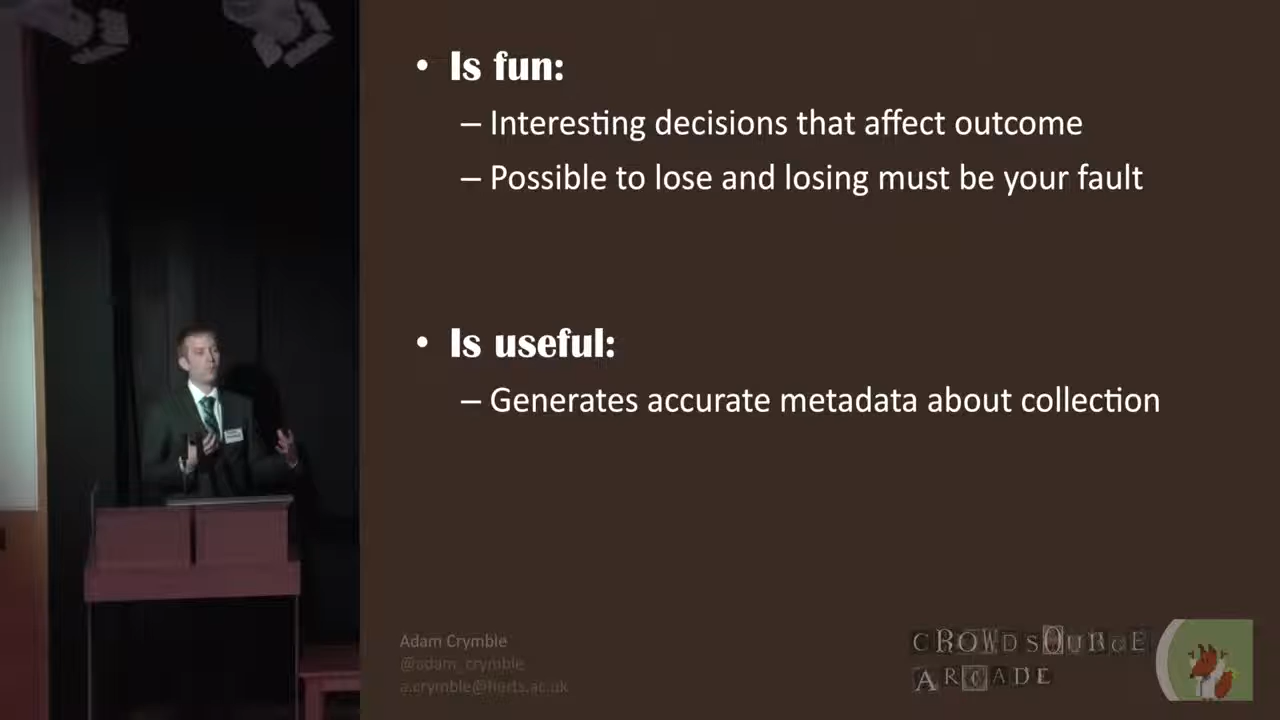 • Is fun:
– Interesting decisions that affect outcome
– Possible to lose and losing must be your fault
• Is useful:
– Generates accurate metadata about collection
Adam Crymble
@adam_crymble
a.crymble@herts.ac.uk
CROWDSOURCE
ARCADE